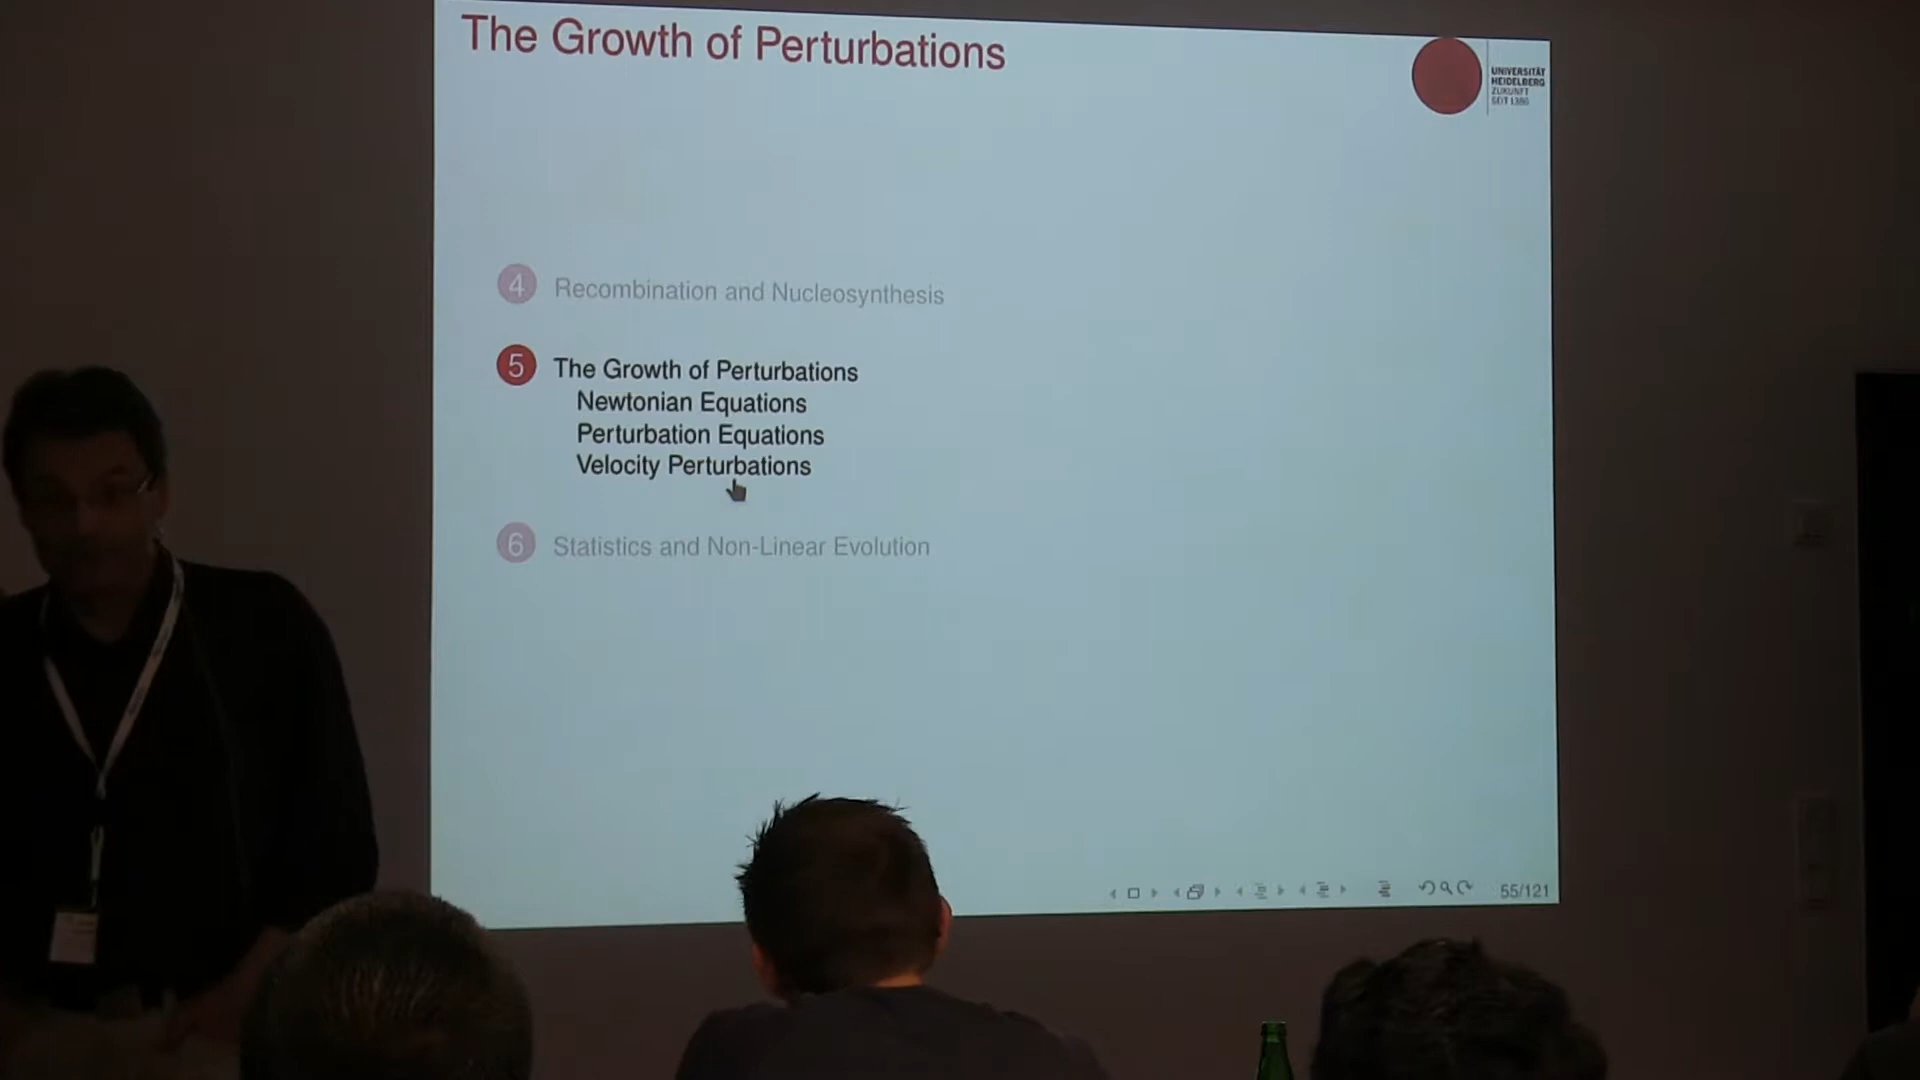 The Growth of Perturbations
UNIVERSITÄT
HEIDELBERG
ZUKUNFT
SEIT 1386
4 Recombination and Nucleosynthesis
5 The Growth of Perturbations
Newtonian Equations
Perturbation Equations
Velocity Perturbations
6 Statistics and Non-Linear Evolution
55/121